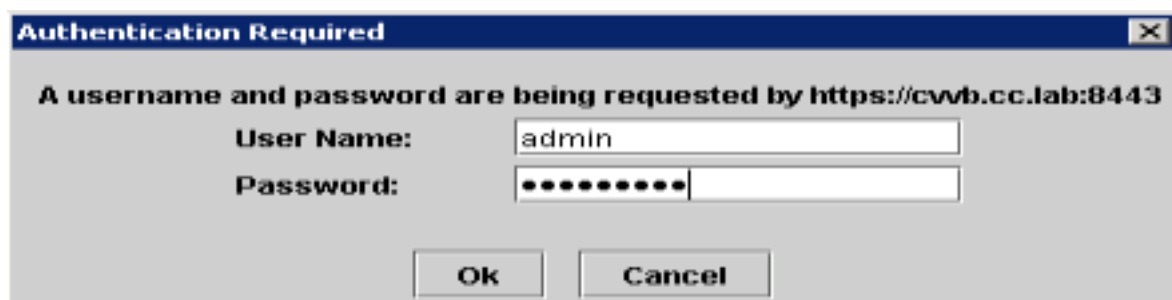 Authentication Required
A username and password are being requested by https://cvvb.cc.lab:8443
User Name: admin
Password: •••••••••
Ok Cancel